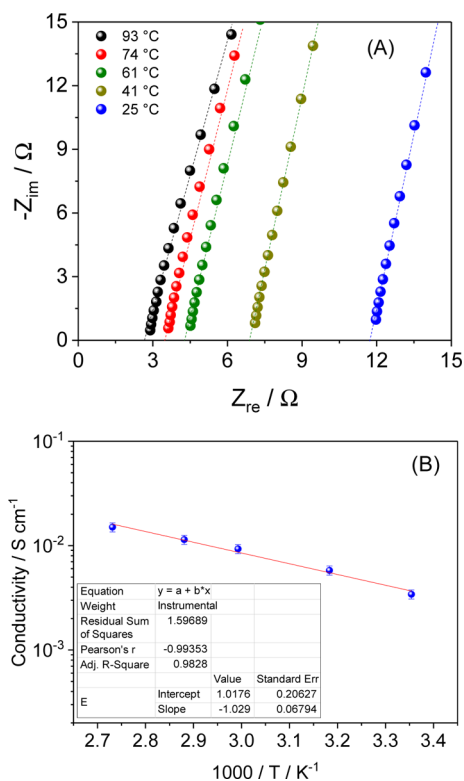 (A)
93 °C
74 °C
61 °C
41 °C
25 °C
15
12
9
6
3
0
-Z_im / Ω
0 3 6 9 12 15
Z_re / Ω
(B)
10⁻¹
10⁻²
10⁻³
Conductivity / S cm⁻¹
Equation y = a + b*x
Weight Instrumental
Residual Sum of Squares 1.59689
Pearson's r -0.99353
Adj. R-Square 0.9828
Value Standard Err
E Intercept 1.0176 0.20627
Slope -1.029 0.06794
2.7 2.8 2.9 3.0 3.1 3.2 3.3 3.4
1000 / T / K⁻¹